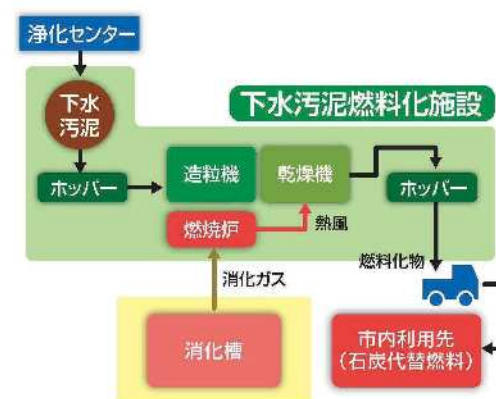 浄化センター
下水
汚泥
下水汚泥燃料化施設
ホッパー
造粒機
乾燥機
ホッパー
燃焼炉
熱風
燃料化物
消化ガス
消化槽
市内利用先
(石炭代替燃料)